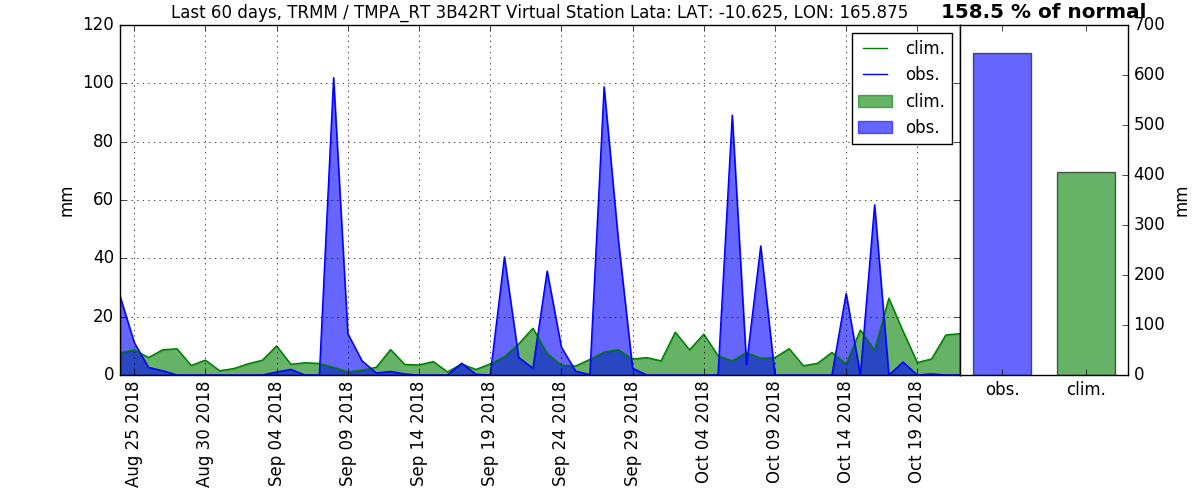 Last 60 days, TRMM / TMPA_RT 3B42RT Virtual Station Lata: LAT: -10.625, LON: 165.875
158.5 % of normal
120
100
80
60
40
20
0
mm
clim.
obs.
clim.
obs.
700
600
500
400
300
200
100
0
mm
Aug 25 2018
Aug 30 2018
Sep 04 2018
Sep 09 2018
Sep 14 2018
Sep 19 2018
Sep 24 2018
Sep 29 2018
Oct 04 2018
Oct 09 2018
Oct 14 2018
Oct 19 2018
obs.
clim.